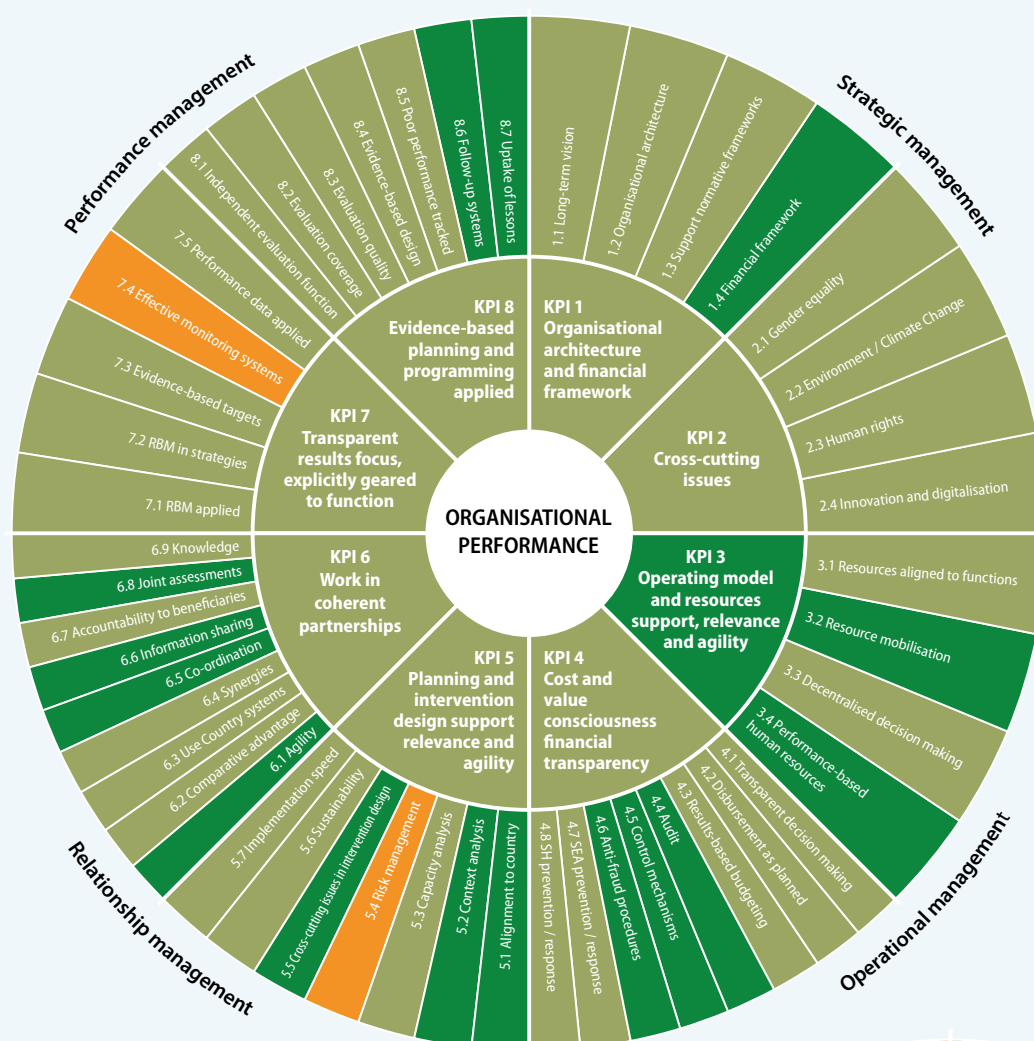 Performance management
Strategic management
Operational management
Relationship management
ORGANISATIONAL
PERFORMANCE
KPI 1
Organisational
architecture
and financial
framework
1.1 Long-term vision
1.2 Organisational architecture
1.3 Support normative frameworks
1.4 Financial framework
KPI 2
Cross-cutting
issues
2.1 Gender equality
2.2 Environment / Climate Change
2.3 Human rights
2.4 Innovation and digitalisation
KPI 3
Operating model
and resources
support, relevance
and agility
3.1 Resources aligned to functions
3.2 Resource mobilisation
3.3 Decentralised decision making
3.4 Performance-based
human resources
KPI 4
Cost and
value
consciousness
financial
transparency
4.1 Transparent decision making
4.2 Disbursement as planned
4.3 Results-based budgeting
4.4 Audit
4.5 Control mechanisms
4.6 Anti-fraud procedures
4.7 SEA prevention / response
4.8 SH prevention / response
KPI 5
Planning and
intervention
design support
relevance and
agility
5.1 Alignment to country
5.2 Context analysis
5.3 Capacity analysis
5.4 Risk management
5.5 Cross-cutting issues in intervention design
5.6 Sustainability
5.7 Implementation speed
KPI 6
Work in
coherent
partnerships
6.1 Agility
6.2 Comparative advantage
6.3 Use Country systems
6.4 Synergies
6.5 Co-ordination
6.6 Information sharing
6.7 Accountability to beneficiaries
6.8 Joint assessments
6.9 Knowledge
KPI 7
Transparent
results focus,
explicitly geared
to function
7.1 RBM applied
7.2 RBM in strategies
7.3 Evidence-based targets
7.4 Effective monitoring systems
7.5 Performance data applied
KPI 8
Evidence-based
planning and
programming
applied
8.1 Independent evaluation function
8.2 Evaluation coverage
8.3 Evaluation quality
8.4 Evidence-based design
8.5 Poor performance tracked
8.6 Follow-up systems
8.7 Uptake of lessons